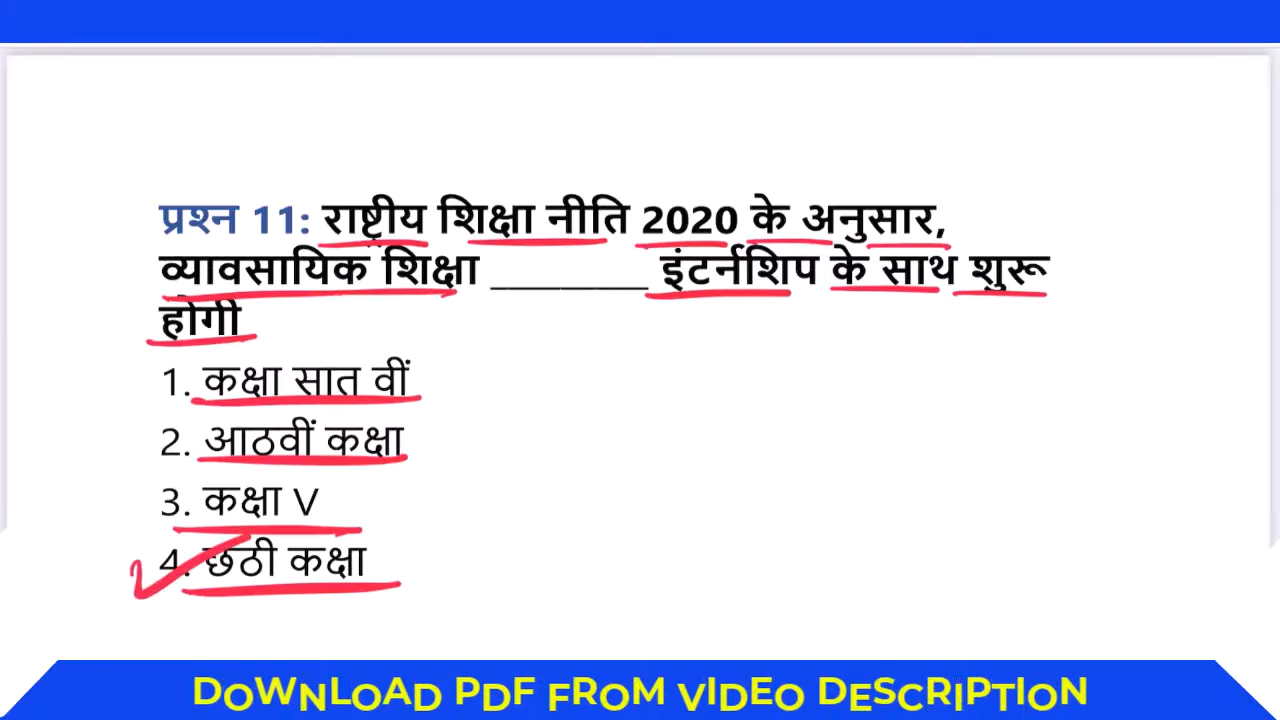 प्रश्न 11: राष्ट्रीय शिक्षा नीति 2020 के अनुसार,
व्यावसायिक शिक्षा __________ इंटर्नशिप के साथ शुरू
होगी
1. कक्षा सात वीं
2. आठवीं कक्षा
3. कक्षा V
4. छठी कक्षा
DOWNLOAD PDF FROM VIDEO DESCRIPTION